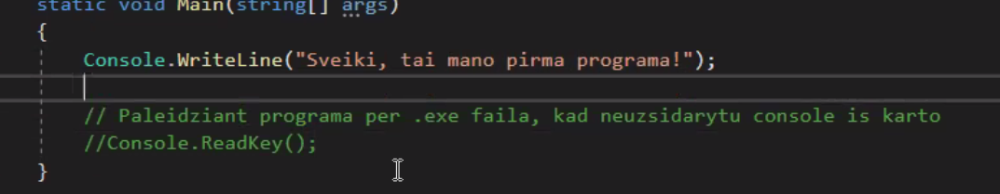 static void Main(string[] args)
{
Console.WriteLine("Sveiki, tai mano pirma programa!");
// Paleidziant programa per .exe faila, kad neuzsidarytu console is karto
//Console.ReadKey();
}